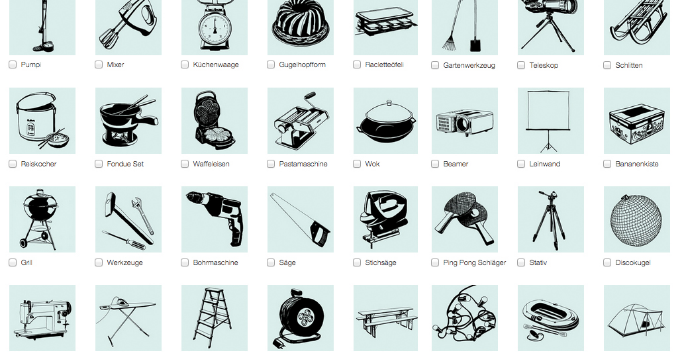 Pumpi
Mixer
Küchenwaage
Gugelhopfform
Racletteöfeli
Gartenwerkzeug
Teleskop
Schlitten
Reiskocher
Fondue Set
Waffeleisen
Pastamaschine
Wok
Beamer
Leinwand
Bananenkiste
Grill
Werkzeuge
Bohrmaschine
Säge
Stichsäge
Ping Pong Schläger
Stativ
Discokugel